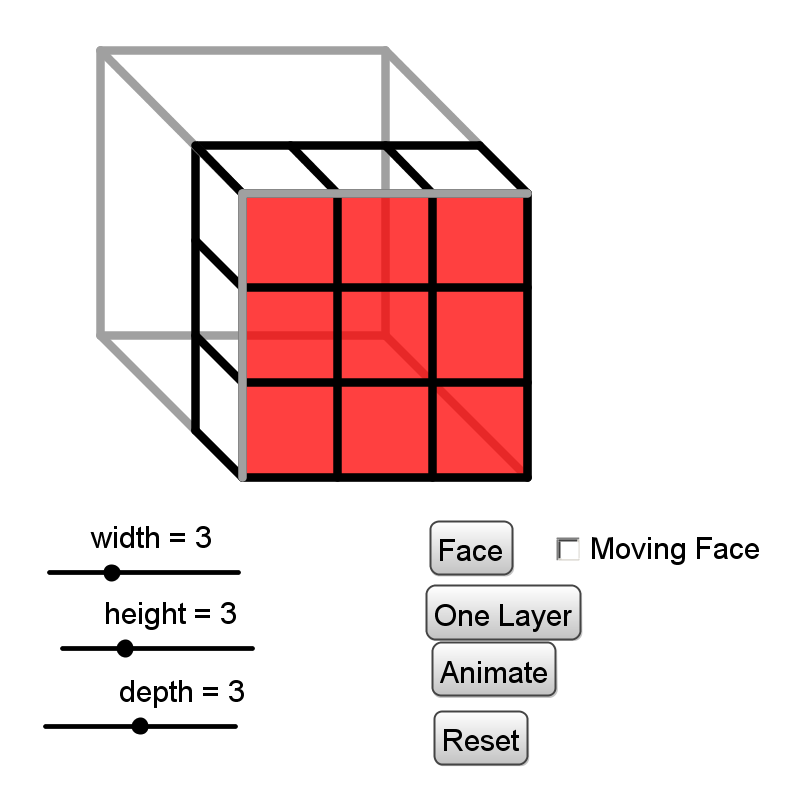 width = 3
height = 3
depth = 3
Face
Moving Face
One Layer
Animate
Reset